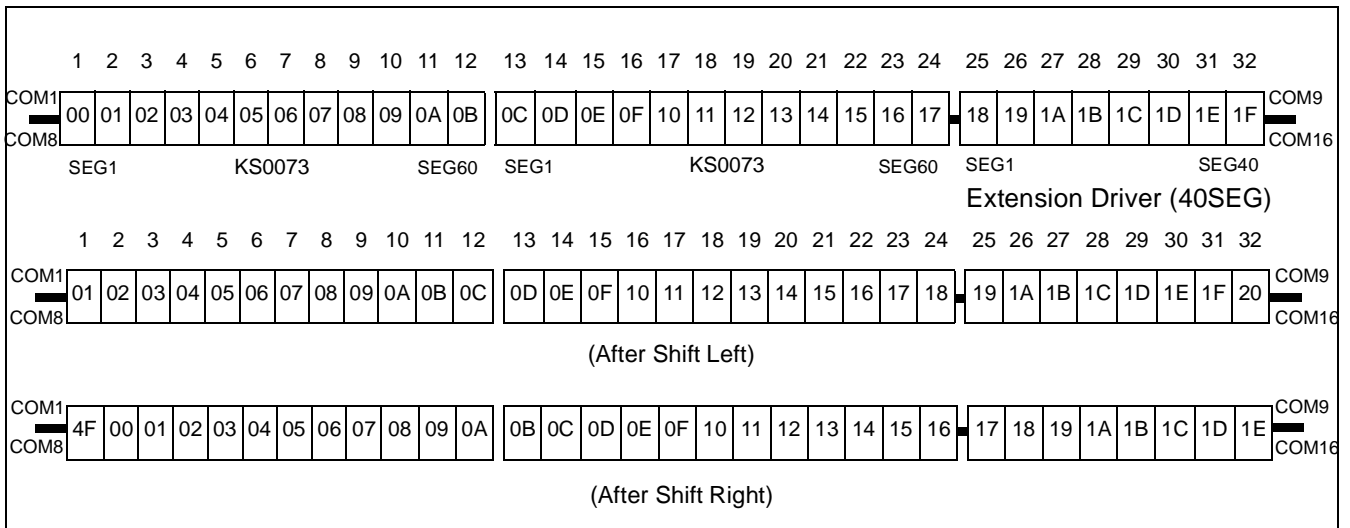 1 2 3 4 5 6 7 8 9 10 11 12 13 14 15 16 17 18 19 20 21 22 23 24 25 26 27 28 29 30 31 32
COM1 COM9
00 01 02 03 04 05 06 07 08 09 0A 0B 0C 0D 0E 0F 10 11 12 13 14 15 16 17 18 19 1A 1B 1C 1D 1E 1F
COM8 COM16
SEG1 KS0073 SEG60 SEG1 KS0073 SEG60 SEG1 SEG40
Extension Driver (40SEG)
1 2 3 4 5 6 7 8 9 10 11 12 13 14 15 16 17 18 19 20 21 22 23 24 25 26 27 28 29 30 31 32
COM1 COM9
01 02 03 04 05 06 07 08 09 0A 0B 0C 0D 0E 0F 10 11 12 13 14 15 16 17 18 19 1A 1B 1C 1D 1E 1F 20
COM8 COM16
(After Shift Left)
COM1 COM9
4F 00 01 02 03 04 05 06 07 08 09 0A 0B 0C 0D 0E 0F 10 11 12 13 14 15 16 17 18 19 1A 1B 1C 1D 1E
COM8 COM16
(After Shift Right)